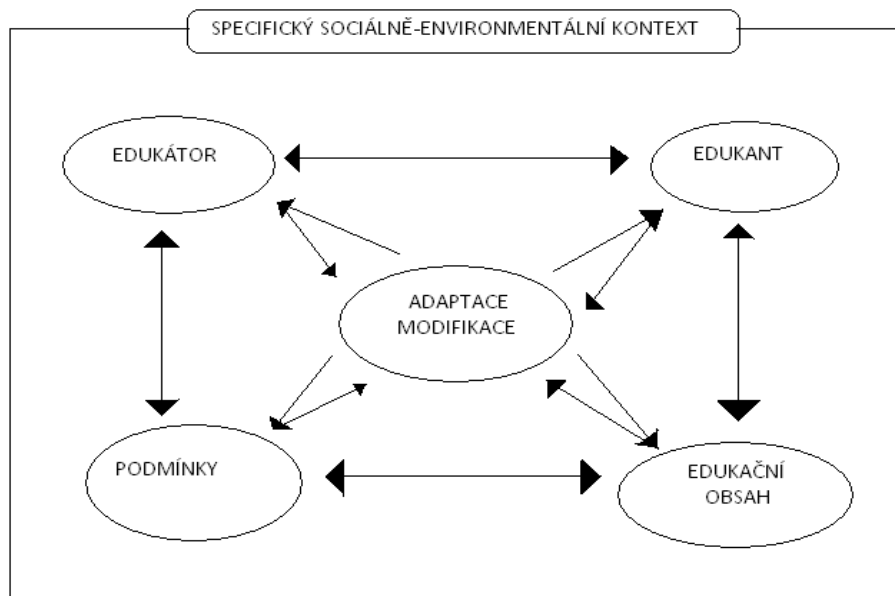 SPECIFICKÝ SOCIÁLNĚ-ENVIRONMENTÁLNÍ KONTEXT
EDUKÁTOR
EDUKANT
ADAPTACE
MODIFIKACE
PODMÍNKY
EDUKAČNÍ
OBSAH